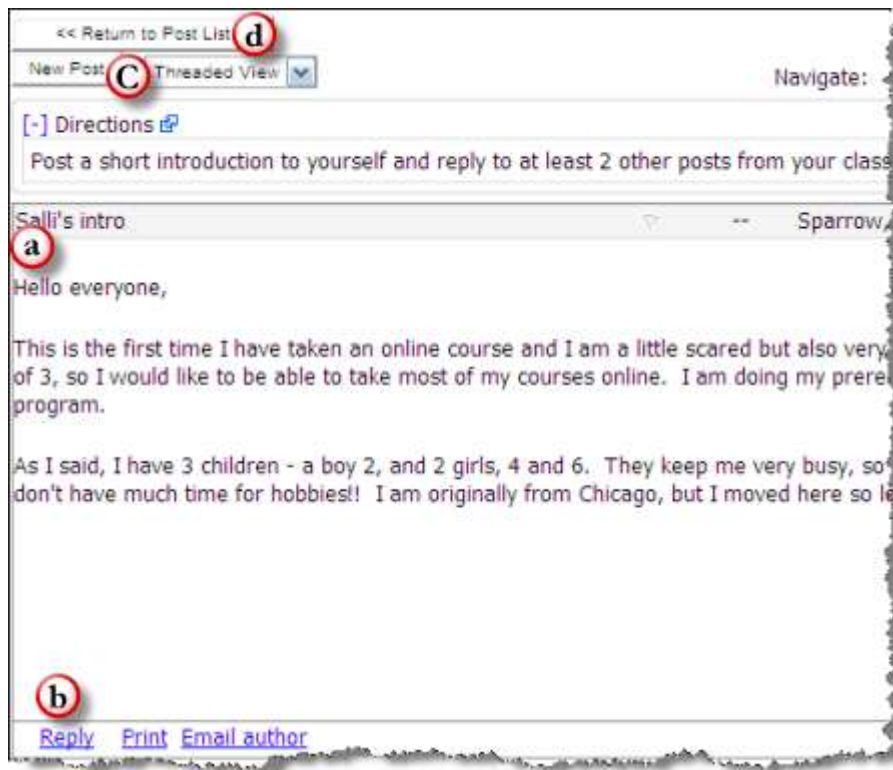 << Return to Post List d
New Post C Threaded View
Navigate:
[-] Directions
Post a short introduction to yourself and reply to at least 2 other posts from your class
Salli's intro -- Sparrow,
a
Hello everyone,
This is the first time I have taken an online course and I am a little scared but also very
of 3, so I would like to be able to take most of my courses online. I am doing my prere
program.
As I said, I have 3 children - a boy 2, and 2 girls, 4 and 6. They keep me very busy, so
don't have much time for hobbies!! I am originally from Chicago, but I moved here so le
b
Reply Print Email author